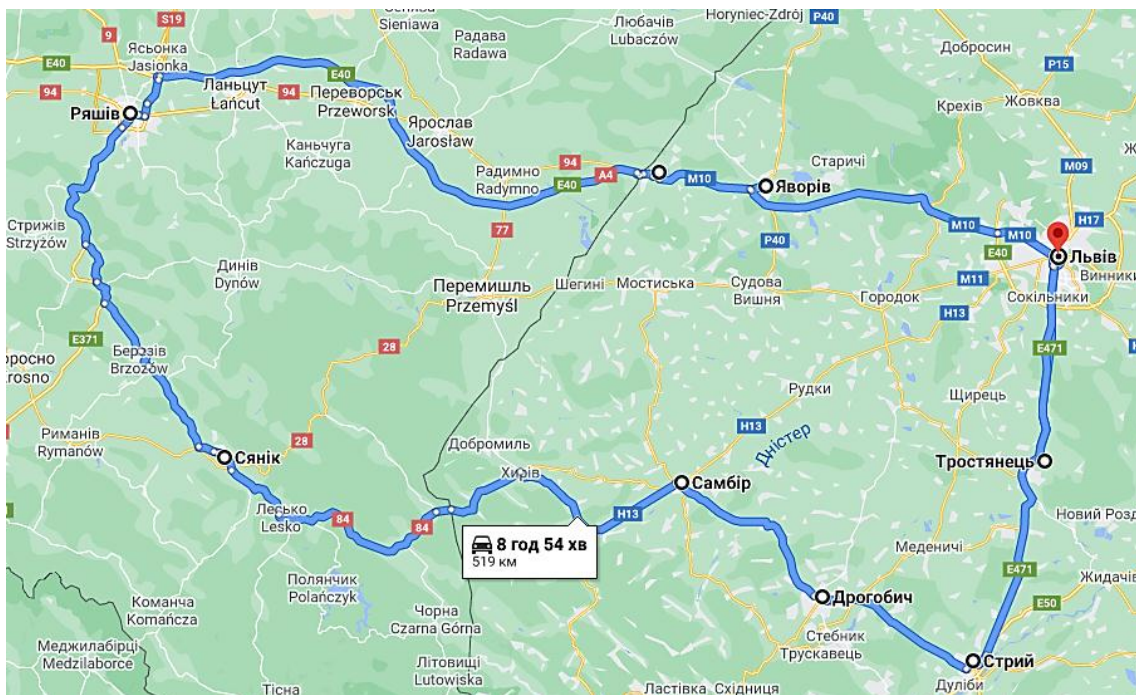 Сенява
Sieniawa
S19
9
Любачів
Lubaczów
Horyniec-Zdrój
P40
Радава
Radawa
Добросин
P15
Ясьонка
Jasionka
E40
94
Ланьцут
Łańcut
E40
94
Переворськ
Przeworsk
Ряшів
94
Ярослав
Jarosław
Крехів
Жовква
Каньчуга
Kańczuga
Радимно
Radymno
94
A4
E40
M10
Старичі
Яворів
M09
M10
M10
H17
E40
Львів
Винники
Сокільники
Стрижів
Strzyżów
77
P40
M11
Динів
Dynów
Перемишль
Przemyśl
Шегині
Мостиська
Судова
Вишня
Городок
H13
E371
28
Березів
Brzozów
E471
Рудки
Щирець
Риманів
Rymanów
28
Сянік
Добромиль
H13
Дністер
Хирів
Самбір
Тростянець
Лесько
Lesko
84
84
H13
8 год 54 хв
519 км
Новий Розд
Меденичі
E471
Полянчик
Polańczyk
Дрогобич
E50
Жидачів
Команча
Komańcza
Чорна
Czarna Górna
Стебник
Трускавець
Меджилаборці
Medzilaborce
Літовищі
Lutowiska
Стрий
Дуліби
Тісна
Ластівка
Східниця